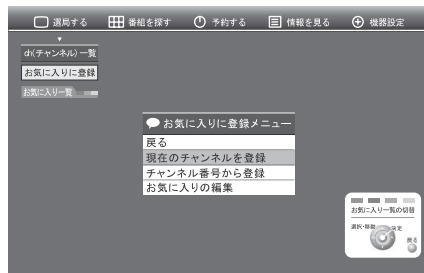 選局する 番組を探す 予約する 情報を見る 機器設定
ch(チャンネル)一覧
お気に入りに登録
お気に入り一覧
お気に入りに登録メニュー
戻る
現在のチャンネルを登録
チャンネル番号から登録
お気に入りの編集
お気に入り一覧の切替
選択・移動 決定
戻る